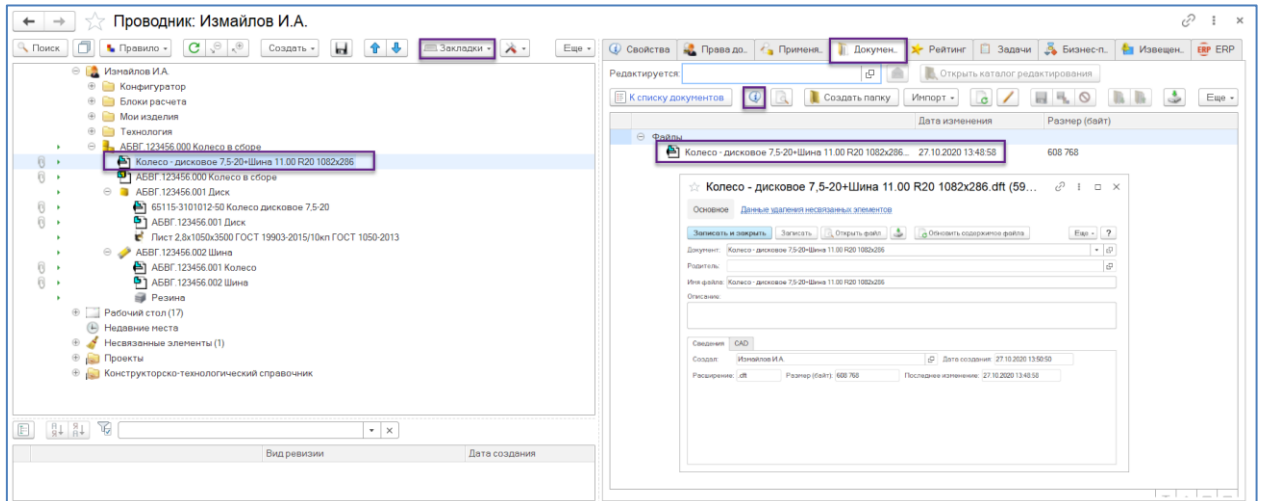 Проводник: Измайлов И.А.
Поиск Правило Создать Закладки Еще
Измайлов И.А.
Конфигуратор
Блоки расчета
Мои изделия
Технология
АБВГ.123456.000 Колесо в сборе
Колесо - дисковое 7,5-20+Шина 11.00 R20 1082x286
АБВГ.123456.000 Колесо в сборе
АБВГ.123456.001 Диск
65115-3101012-50 Колесо дисковое 7,5-20
АБВГ.123456.001 Диск
Лист 2,8x1050x3500 ГОСТ 19903-2015/10кп ГОСТ 1050-2013
АБВГ.123456.002 Шина
АБВГ.123456.001 Колесо
АБВГ.123456.002 Шина
Резина
Рабочий стол (17)
Недавние места
Несвязанные элементы (1)
Проекты
Конструкторско-технологический справочник
Вид ревизии Дата создания
Свойства Права до.. Применя.. Докумен.. Рейтинг Задачи Бизнес-п.. Извещен.. ERP ERP
Редактируется: Открыть каталог редактирования
К списку документов Создать папку Импорт Еще
Дата изменения Размер (байт)
Файлы
Колесо - дисковое 7,5-20+Шина 11.00 R20 1082x286... 27.10.2020 13:48:58 608 768
Колесо - дисковое 7,5-20+Шина 11.00 R20 1082x286.dft (59...
Основное Данные удаления несвязанных элементов
Записать и закрыть Записать Открыть файл Обновить содержимое файла Еще ?
Документ: Колесо - дисковое 7,5-20+Шина 11.00 R20 1082x286
Родитель:
Имя файла: Колесо - дисковое 7,5-20+Шина 11.00 R20 1082x286
Описание:
Сведения CAD
Создал: Измайлов И.А. Дата создания: 27.10.2020 13:50:50
Расширение: .dft Размер (байт): 608 768 Последнее изменение: 27.10.2020 13:48:58